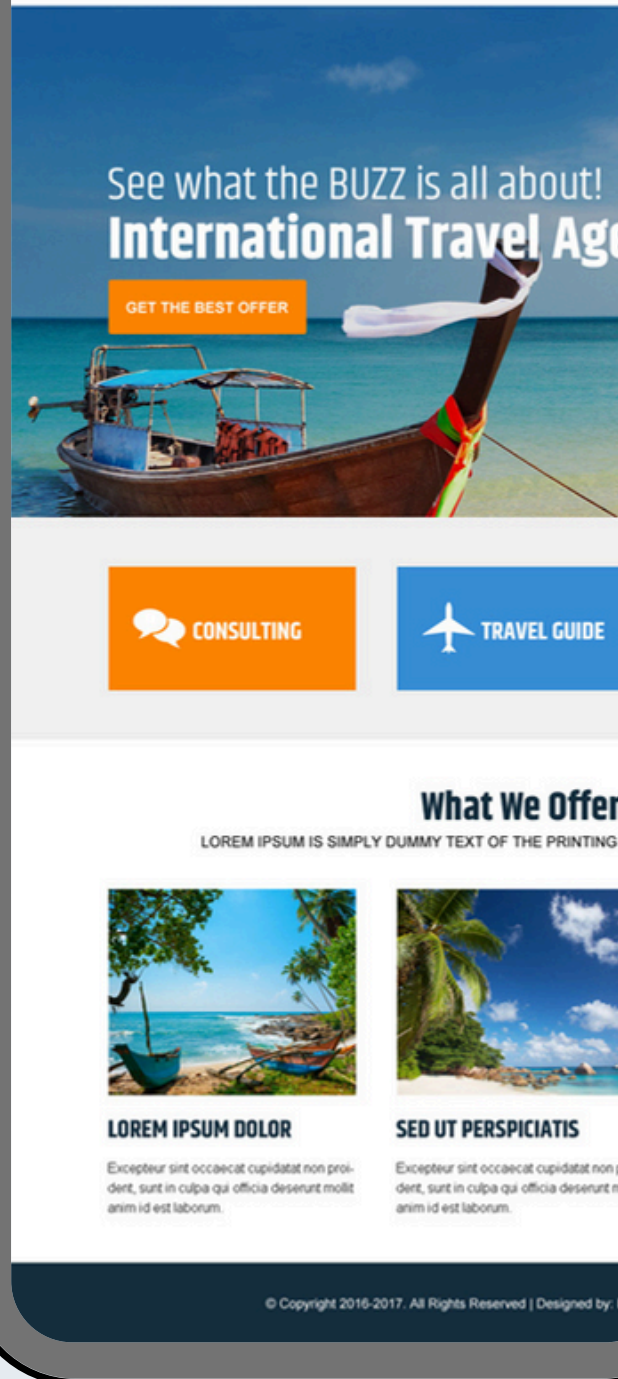 See what the BUZZ is all about!
International Travel Age
GET THE BEST OFFER
CONSULTING
TRAVEL GUIDE
What We Offer
LOREM IPSUM IS SIMPLY DUMMY TEXT OF THE PRINTING
LOREM IPSUM DOLOR
Excepteur sint occaecat cupidatat non proi-
dent, sunt in culpa qui officia deserunt mollit
anim id est laborum.
SED UT PERSPICIATIS
Excepteur sint occaecat cupidatat non
dent, sunt in culpa qui officia deserunt
anim id est laborum.
© Copyright 2016-2017. All Rights Reserved | Designed by: